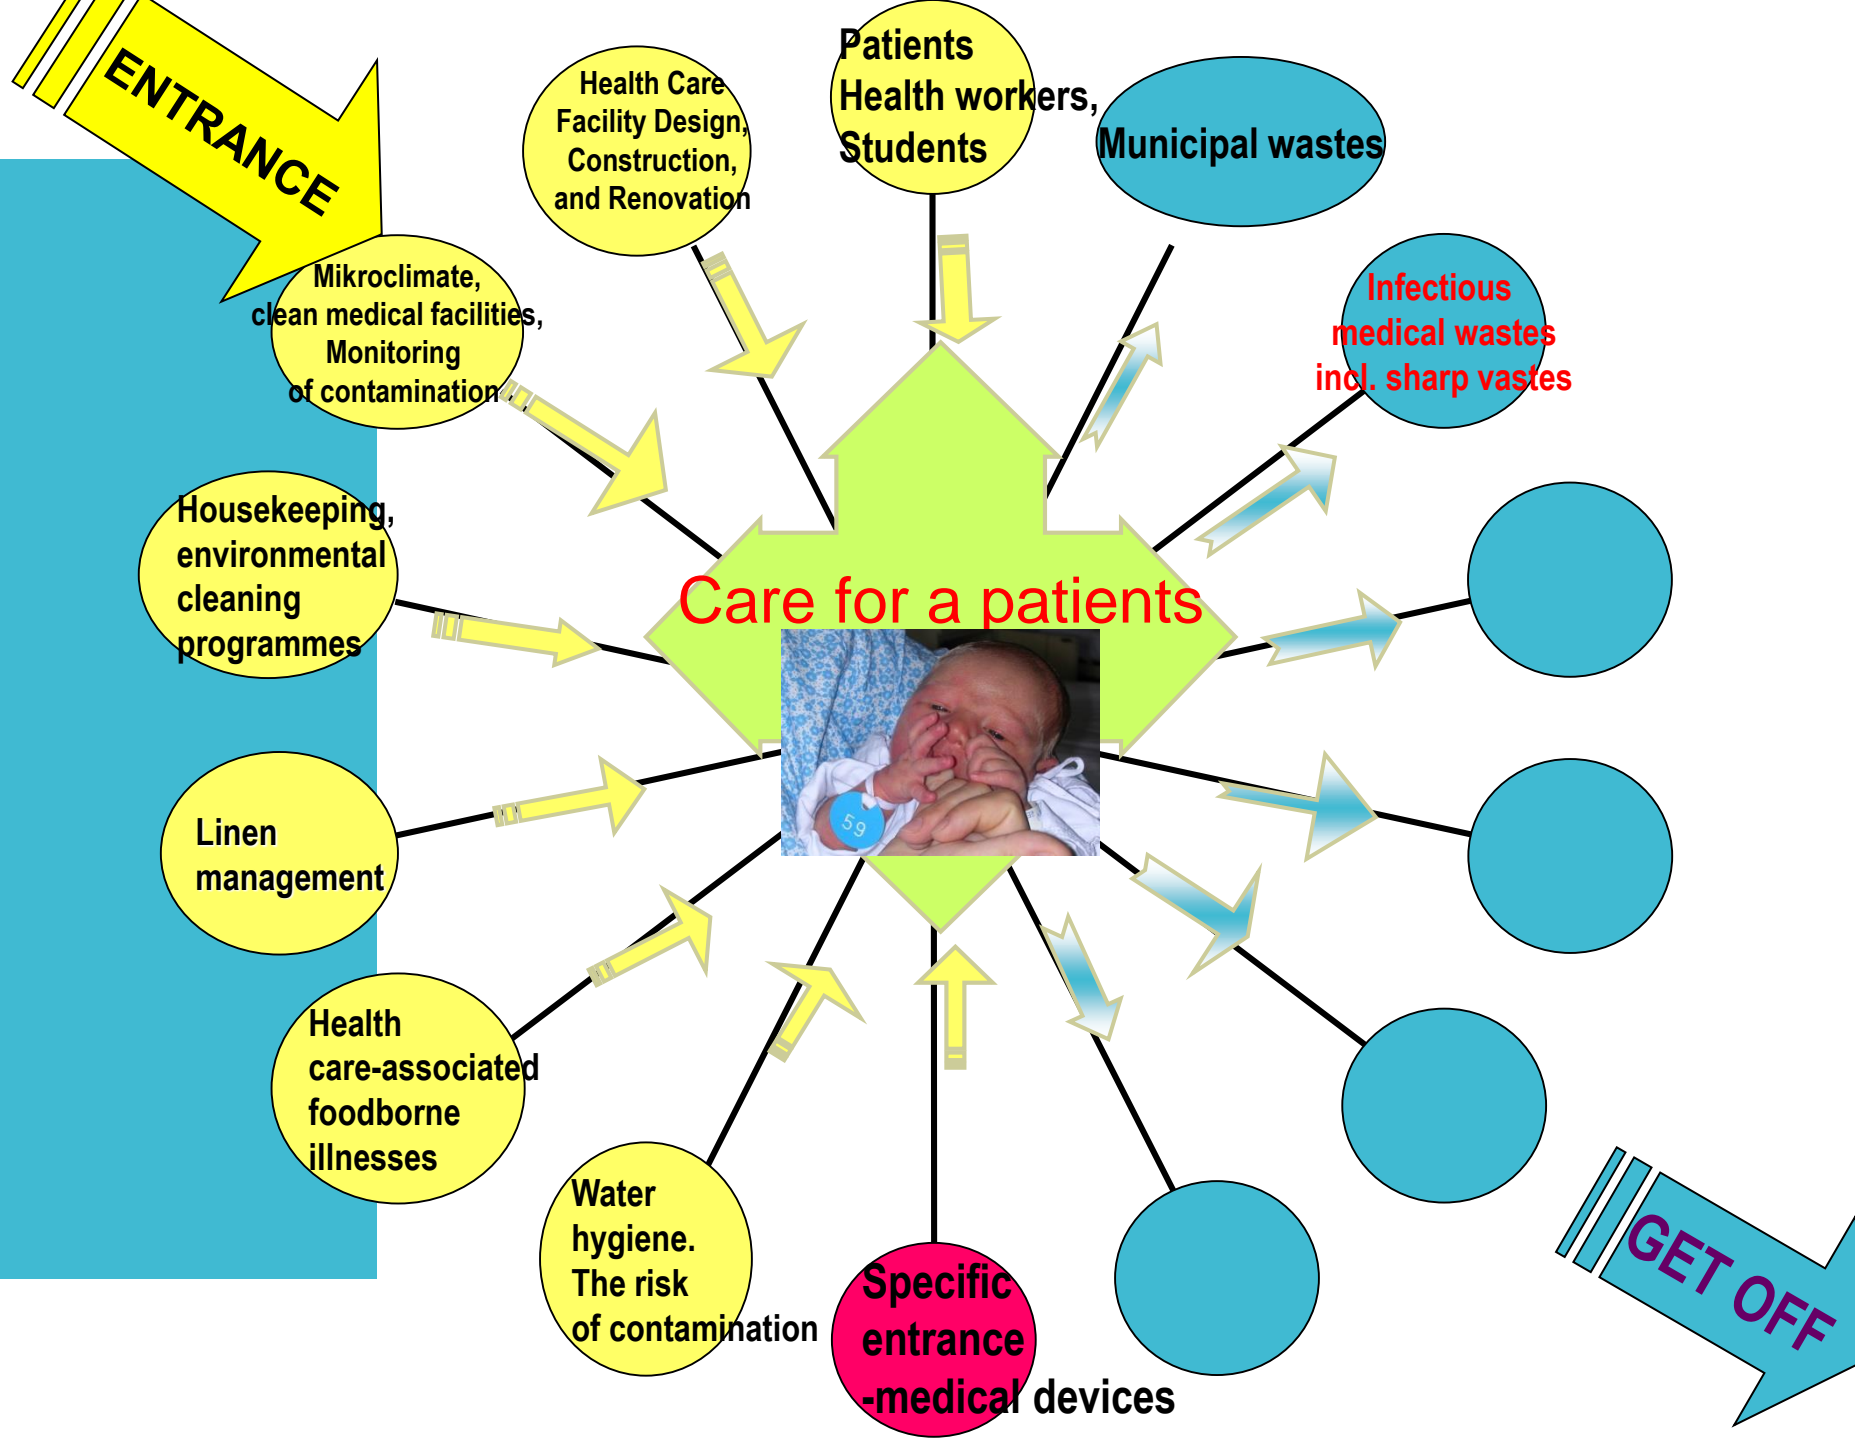 ENTRANCE
Health Care
Facility Design,
Construction,
and Renovation
Patients
Health workers,
Students
Municipal wastes
Mikroclimate,
clean medical facilities,
Monitoring
of contamination
Infectious
medical wastes
incl. sharp vastes
Housekeeping,
environmental
cleaning
programmes
Care for a patients
59
Linen
management
Health
care-associated
foodborne
illnesses
Water
hygiene.
The risk
of contamination
Specific
entrance
-medical devices
GET OFF